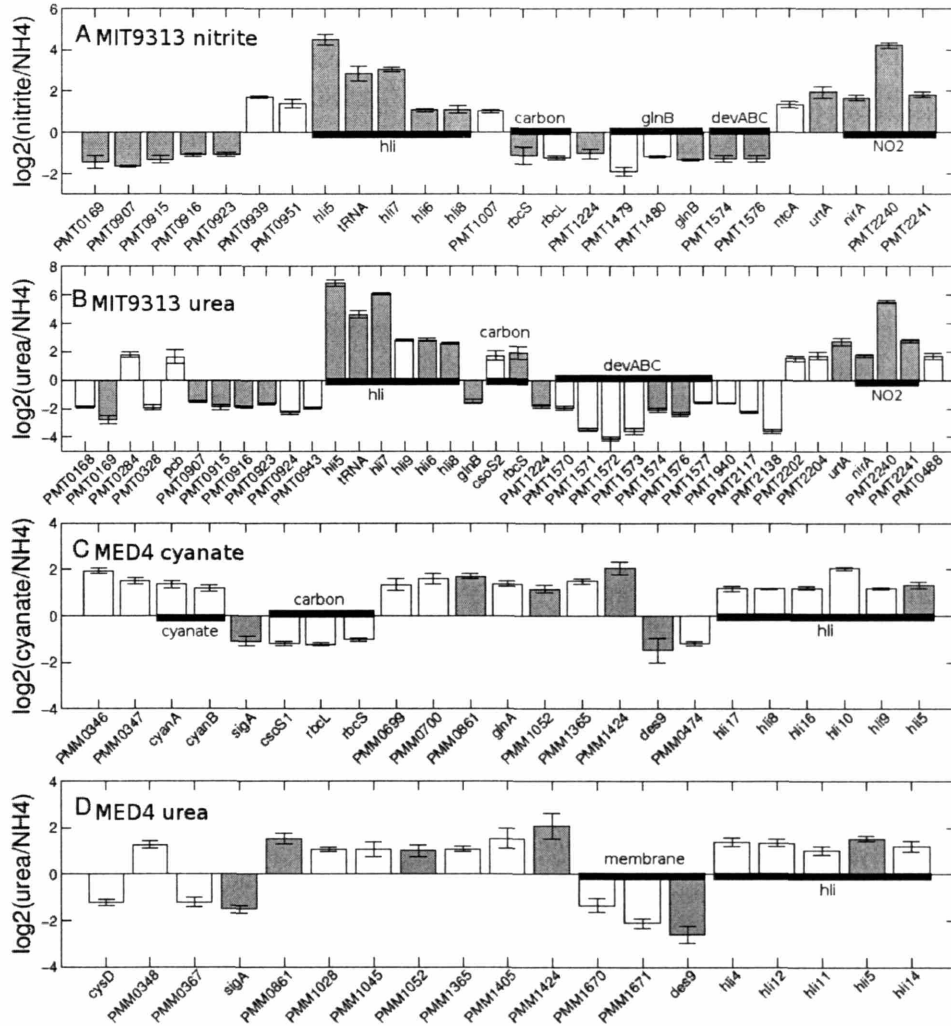 A MIT9313 nitrite
log2(nitrite/NH4)
6
4
2
0
−2
hli
carbon
glnB
devABC
NO2
PMT0169
PMT0907
PMT0915
PMT0916
PMT0923
PMT0939
PMT0951
hli5
tRNA
hli7
hli6
hli8
PMT1007
rbcS
rbcL
PMT1224
PMT1479
PMT1480
glnB
PMT1574
PMT1576
ntcA
urtA
nirA
PMT2240
PMT2241
B MIT9313 urea
log2(urea/NH4)
8
6
4
2
0
−2
−4
hli
carbon
devABC
NO2
PMT0168
PMT0169
PMT0284
PMT0328
pcb
PMT0907
PMT0915
PMT0916
PMT0923
PMT0924
PMT0943
hli5
tRNA
hli7
hli9
hli6
hli8
glnB
csoS2
rbcS
PMT1224
PMT1570
PMT1571
PMT1572
PMT1573
PMT1574
PMT1576
PMT1577
PMT1940
PMT2117
PMT2138
PMT2202
PMT2204
urtA
nirA
PMT2240
PMT2241
PMT0488
C MED4 cyanate
log2(cyanate/NH4)
4
2
0
−2
−4
cyanate
carbon
hli
PMM0346
PMM0347
cyanA
cyanB
sigA
csoS1
rbcL
rbcS
PMM0699
PMM0700
PMM0861
glnA
PMM1052
PMM1365
PMM1424
des9
PMM0474
hli17
hli8
hli16
hli10
hli9
hli5
D MED4 urea
log2(urea/NH4)
4
2
0
−2
−4
membrane
hli
cysD
PMM0348
PMM0367
sigA
PMM0861
PMM1028
PMM1045
PMM1052
PMM1365
PMM1405
PMM1424
PMM1670
PMM1671
des9
hli4
hli12
hli11
hli5
hli14